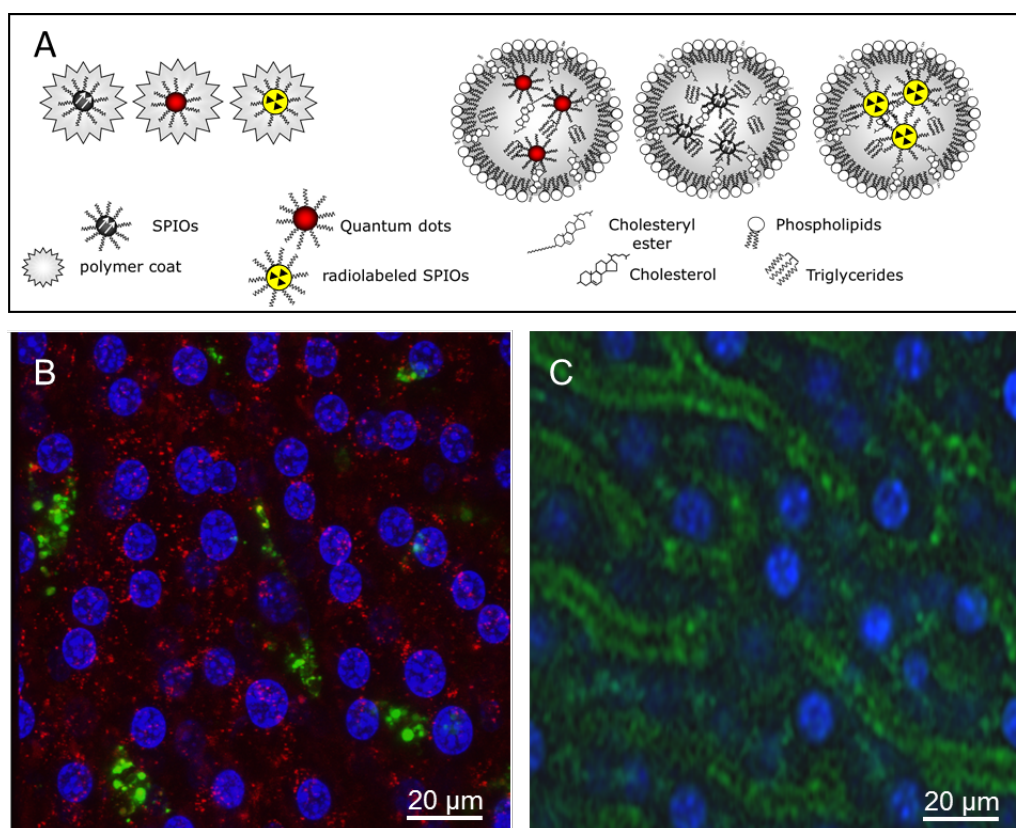 A
SPIOs
Quantum dots
Cholesteryl
ester
Phospholipids
polymer coat
radiolabeled SPIOs
Cholesterol
Triglycerides
B
20 µm
C
20 µm